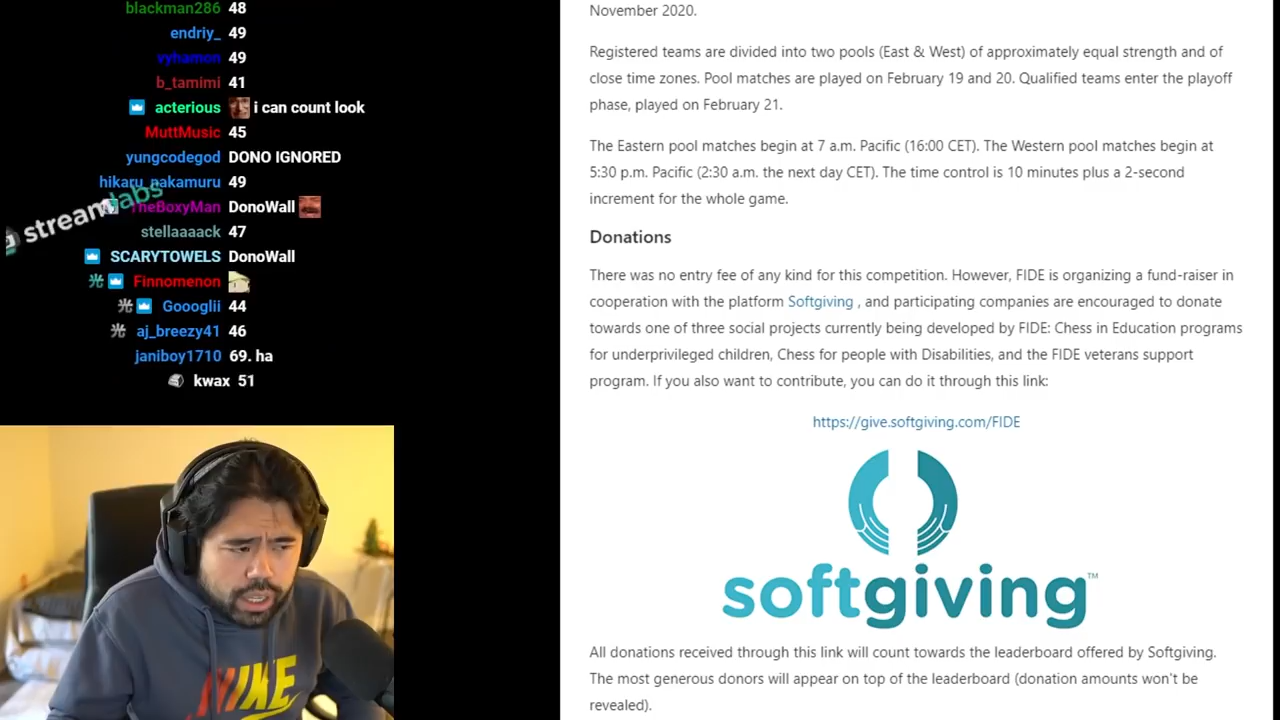 blackman286 48
endriy_ 49
vyhamon 49
b_tamimi 41
acterious i can count look
MuttMusic 45
yungcodegod DONO IGNORED
hikaru_nakamuru 49
TheBoxyMan DonoWall
streamlabs
stellaaaack 47
SCARYTOWELS DonoWall
Finnomenon
Goooglii 44
aj_breezy41 46
janiboy1710 69. ha
kwax 51
NIKE
November 2020.
Registered teams are divided into two pools (East & West) of approximately equal strength and of
close time zones. Pool matches are played on February 19 and 20. Qualified teams enter the playoff
phase, played on February 21.
The Eastern pool matches begin at 7 a.m. Pacific (16:00 CET). The Western pool matches begin at
5:30 p.m. Pacific (2:30 a.m. the next day CET). The time control is 10 minutes plus a 2-second
increment for the whole game.
Donations
There was no entry fee of any kind for this competition. However, FIDE is organizing a fund-raiser in
cooperation with the platform Softgiving , and participating companies are encouraged to donate
towards one of three social projects currently being developed by FIDE: Chess in Education programs
for underprivileged children, Chess for people with Disabilities, and the FIDE veterans support
program. If you also want to contribute, you can do it through this link:
https://give.softgiving.com/FIDE
softgiving™
All donations received through this link will count towards the leaderboard offered by Softgiving.
The most generous donors will appear on top of the leaderboard (donation amounts won't be
revealed).